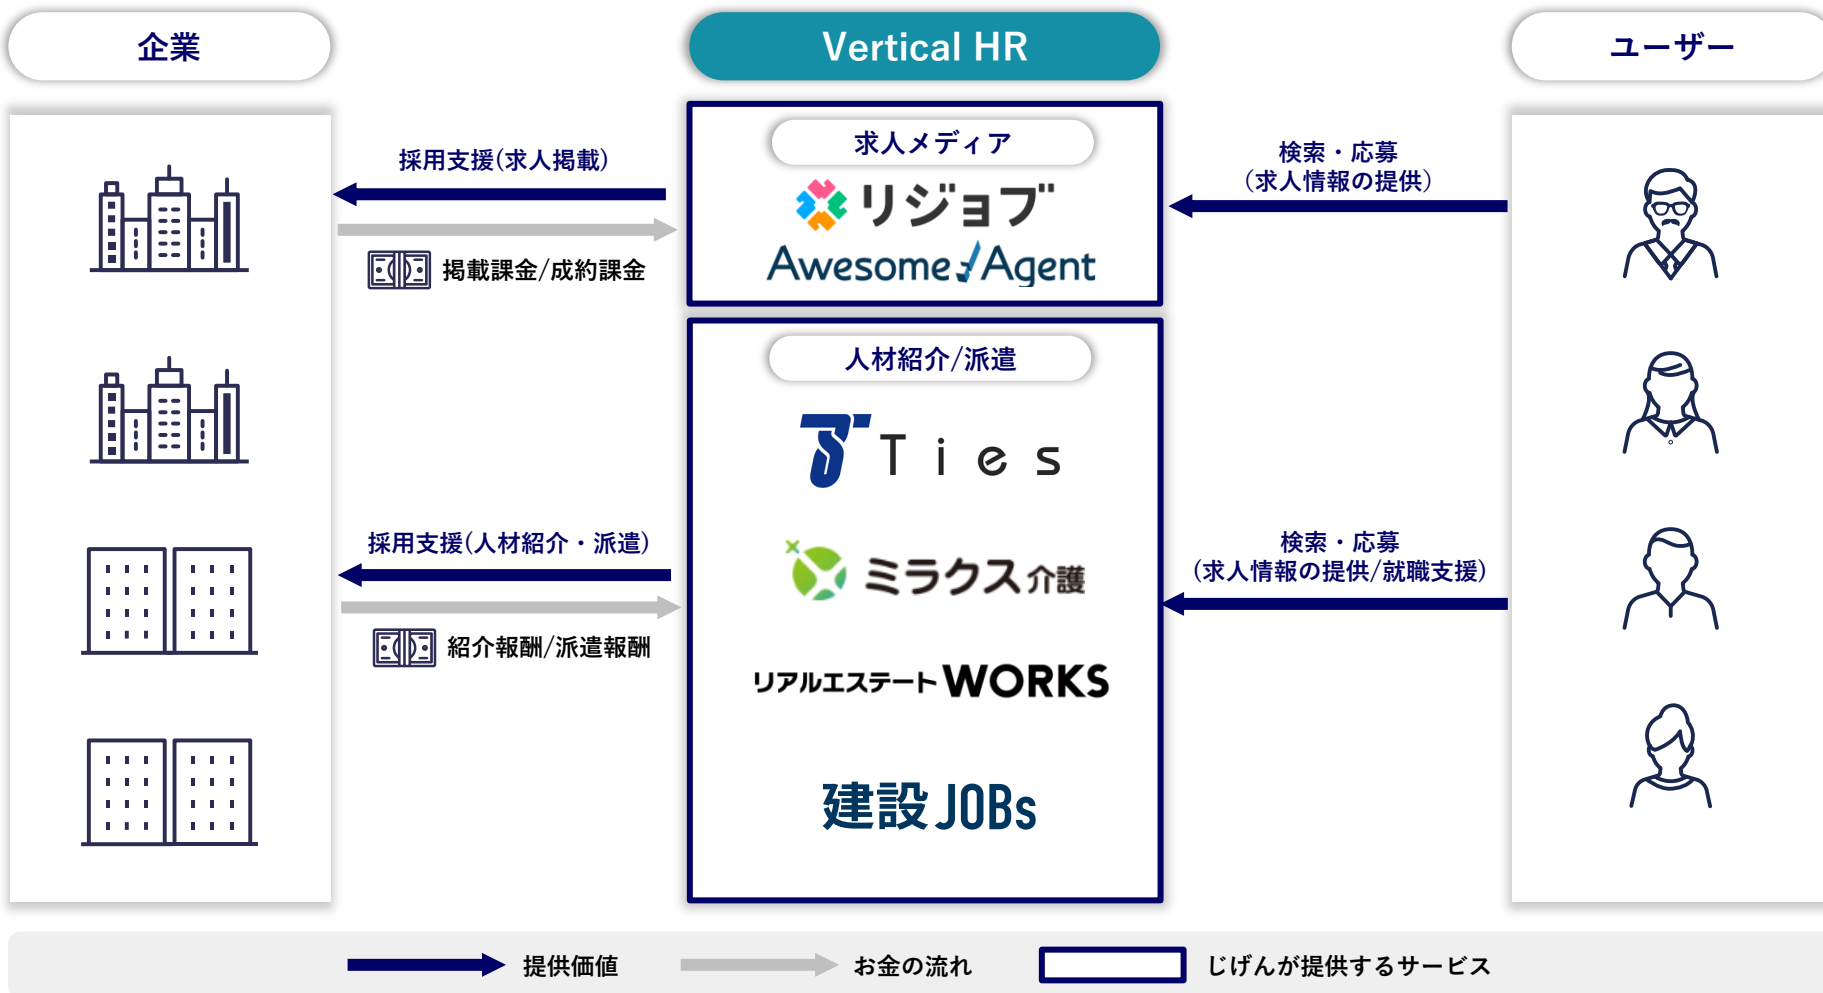 企業
Vertical HR
ユーザー
採用支援(求人掲載)
掲載課金/成約課金
求人メディア
リジョブ
Awesome Agent
検索・応募
(求人情報の提供)
人材紹介/派遣
Ties
ミラクス介護
リアルエステートWORKS
建設JOBs
採用支援(人材紹介・派遣)
紹介報酬/派遣報酬
検索・応募
(求人情報の提供/就職支援)
提供価値
お金の流れ
じげんが提供するサービス